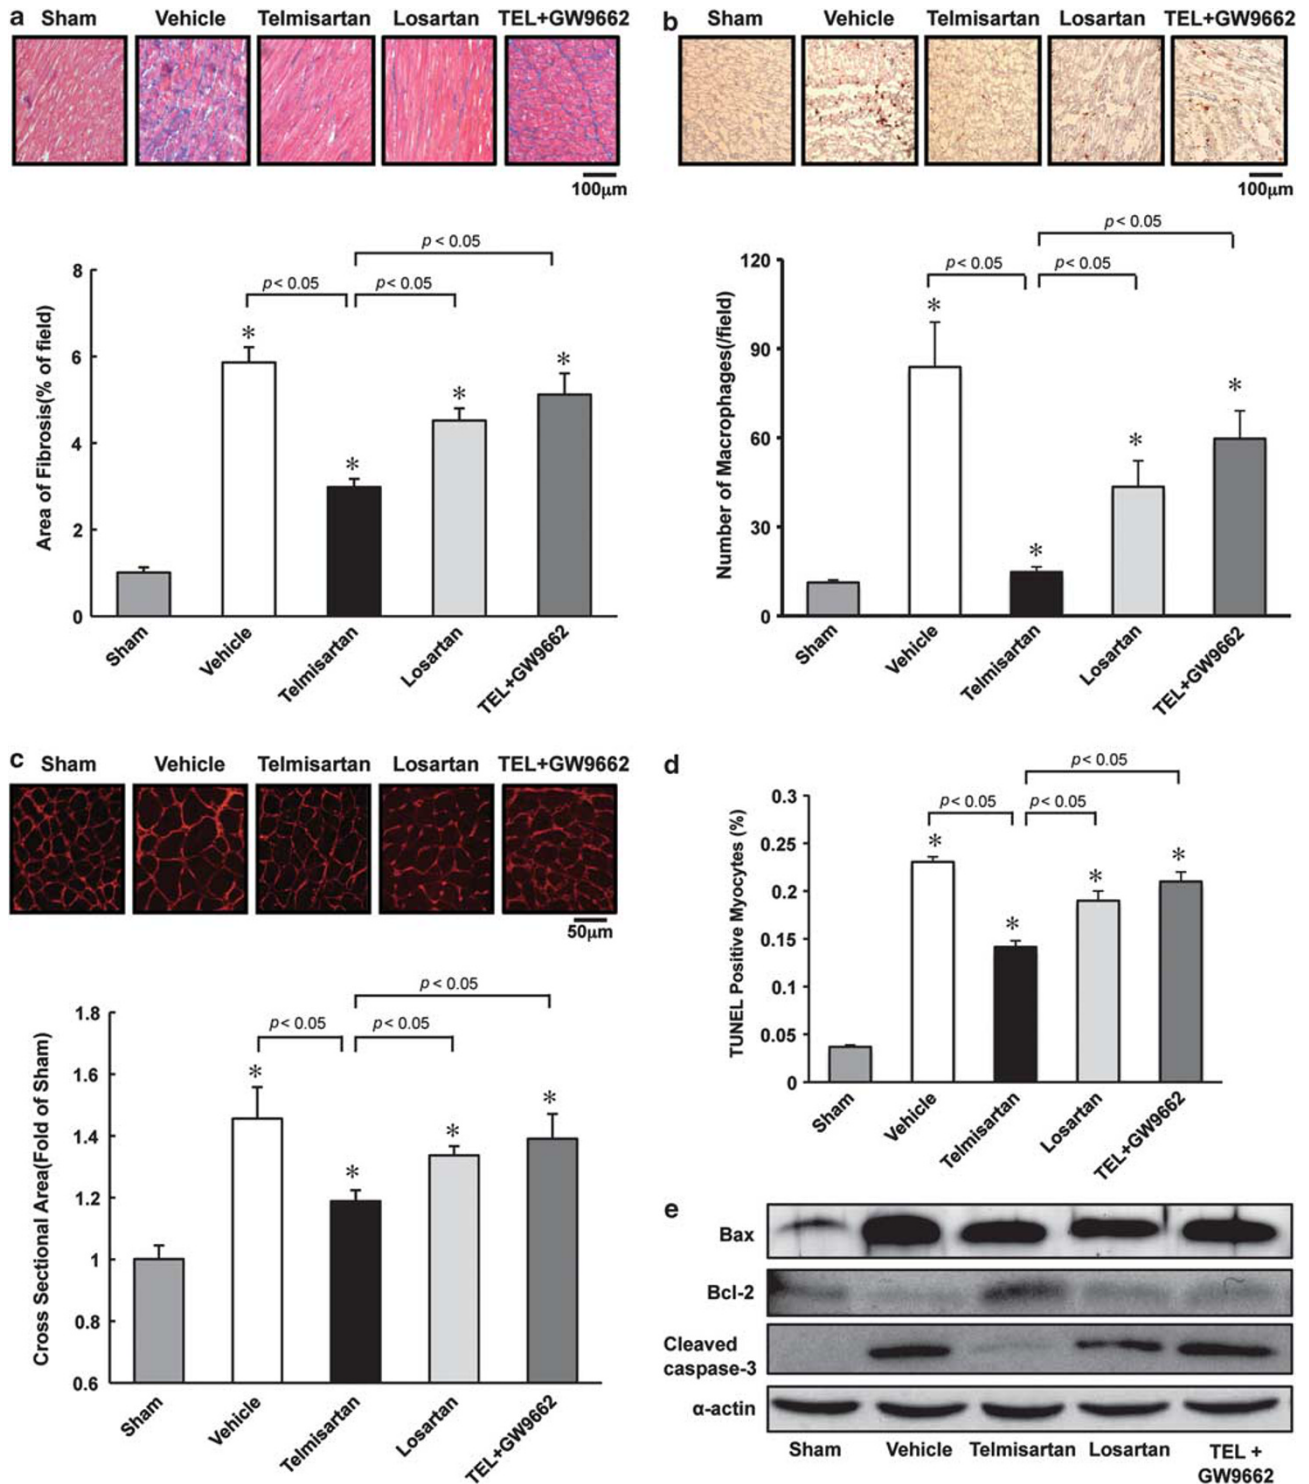 a
Sham Vehicle Telmisartan Losartan TEL+GW9662
100μm
p < 0.05
p < 0.05 p < 0.05
Area of Fibrosis(% of field)
8
6
4
2
0
Sham Vehicle Telmisartan Losartan TEL+GW9662
* * * *
b
Sham Vehicle Telmisartan Losartan TEL+GW9662
100μm
p < 0.05
p < 0.05 p < 0.05
Number of Macrophages(/field)
120
90
60
30
0
* * * *
Sham Vehicle Telmisartan Losartan TEL+GW9662
c
Sham Vehicle Telmisartan Losartan TEL+GW9662
50μm
p < 0.05
p < 0.05 p < 0.05
Cross Sectional Area(Fold of Sham)
1.8
1.6
1.4
1.2
1
0.8
0.6
* * * *
Sham Vehicle Telmisartan Losartan TEL+GW9662
d
p < 0.05
p < 0.05 p < 0.05
TUNEL Positive Myocytes (%)
0.3
0.25
0.2
0.15
0.1
0.05
0
* * * *
Sham Vehicle Telmisartan Losartan TEL+GW9662
e
Bax
Bcl-2
Cleaved
caspase-3
α-actin
Sham Vehicle Telmisartan Losartan TEL +
GW9662